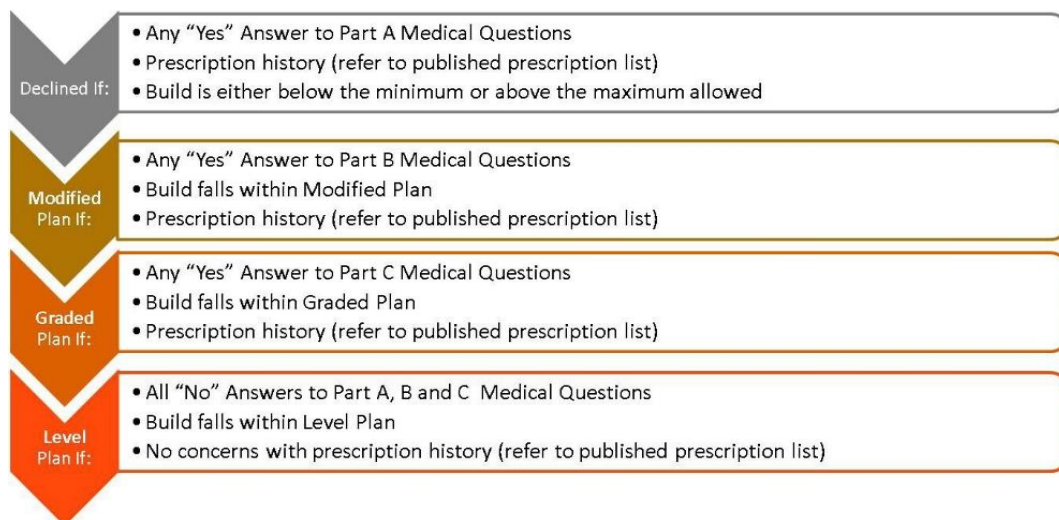 Declined If:
• Any “Yes” Answer to Part A Medical Questions
• Prescription history (refer to published prescription list)
• Build is either below the minimum or above the maximum allowed
Modified
Plan If:
• Any “Yes” Answer to Part B Medical Questions
• Build falls within Modified Plan
• Prescription history (refer to published prescription list)
Graded
Plan If:
• Any “Yes” Answer to Part C Medical Questions
• Build falls within Graded Plan
• Prescription history (refer to published prescription list)
Level
Plan If:
• All “No” Answers to Part A, B and C Medical Questions
• Build falls within Level Plan
• No concerns with prescription history (refer to published prescription list)